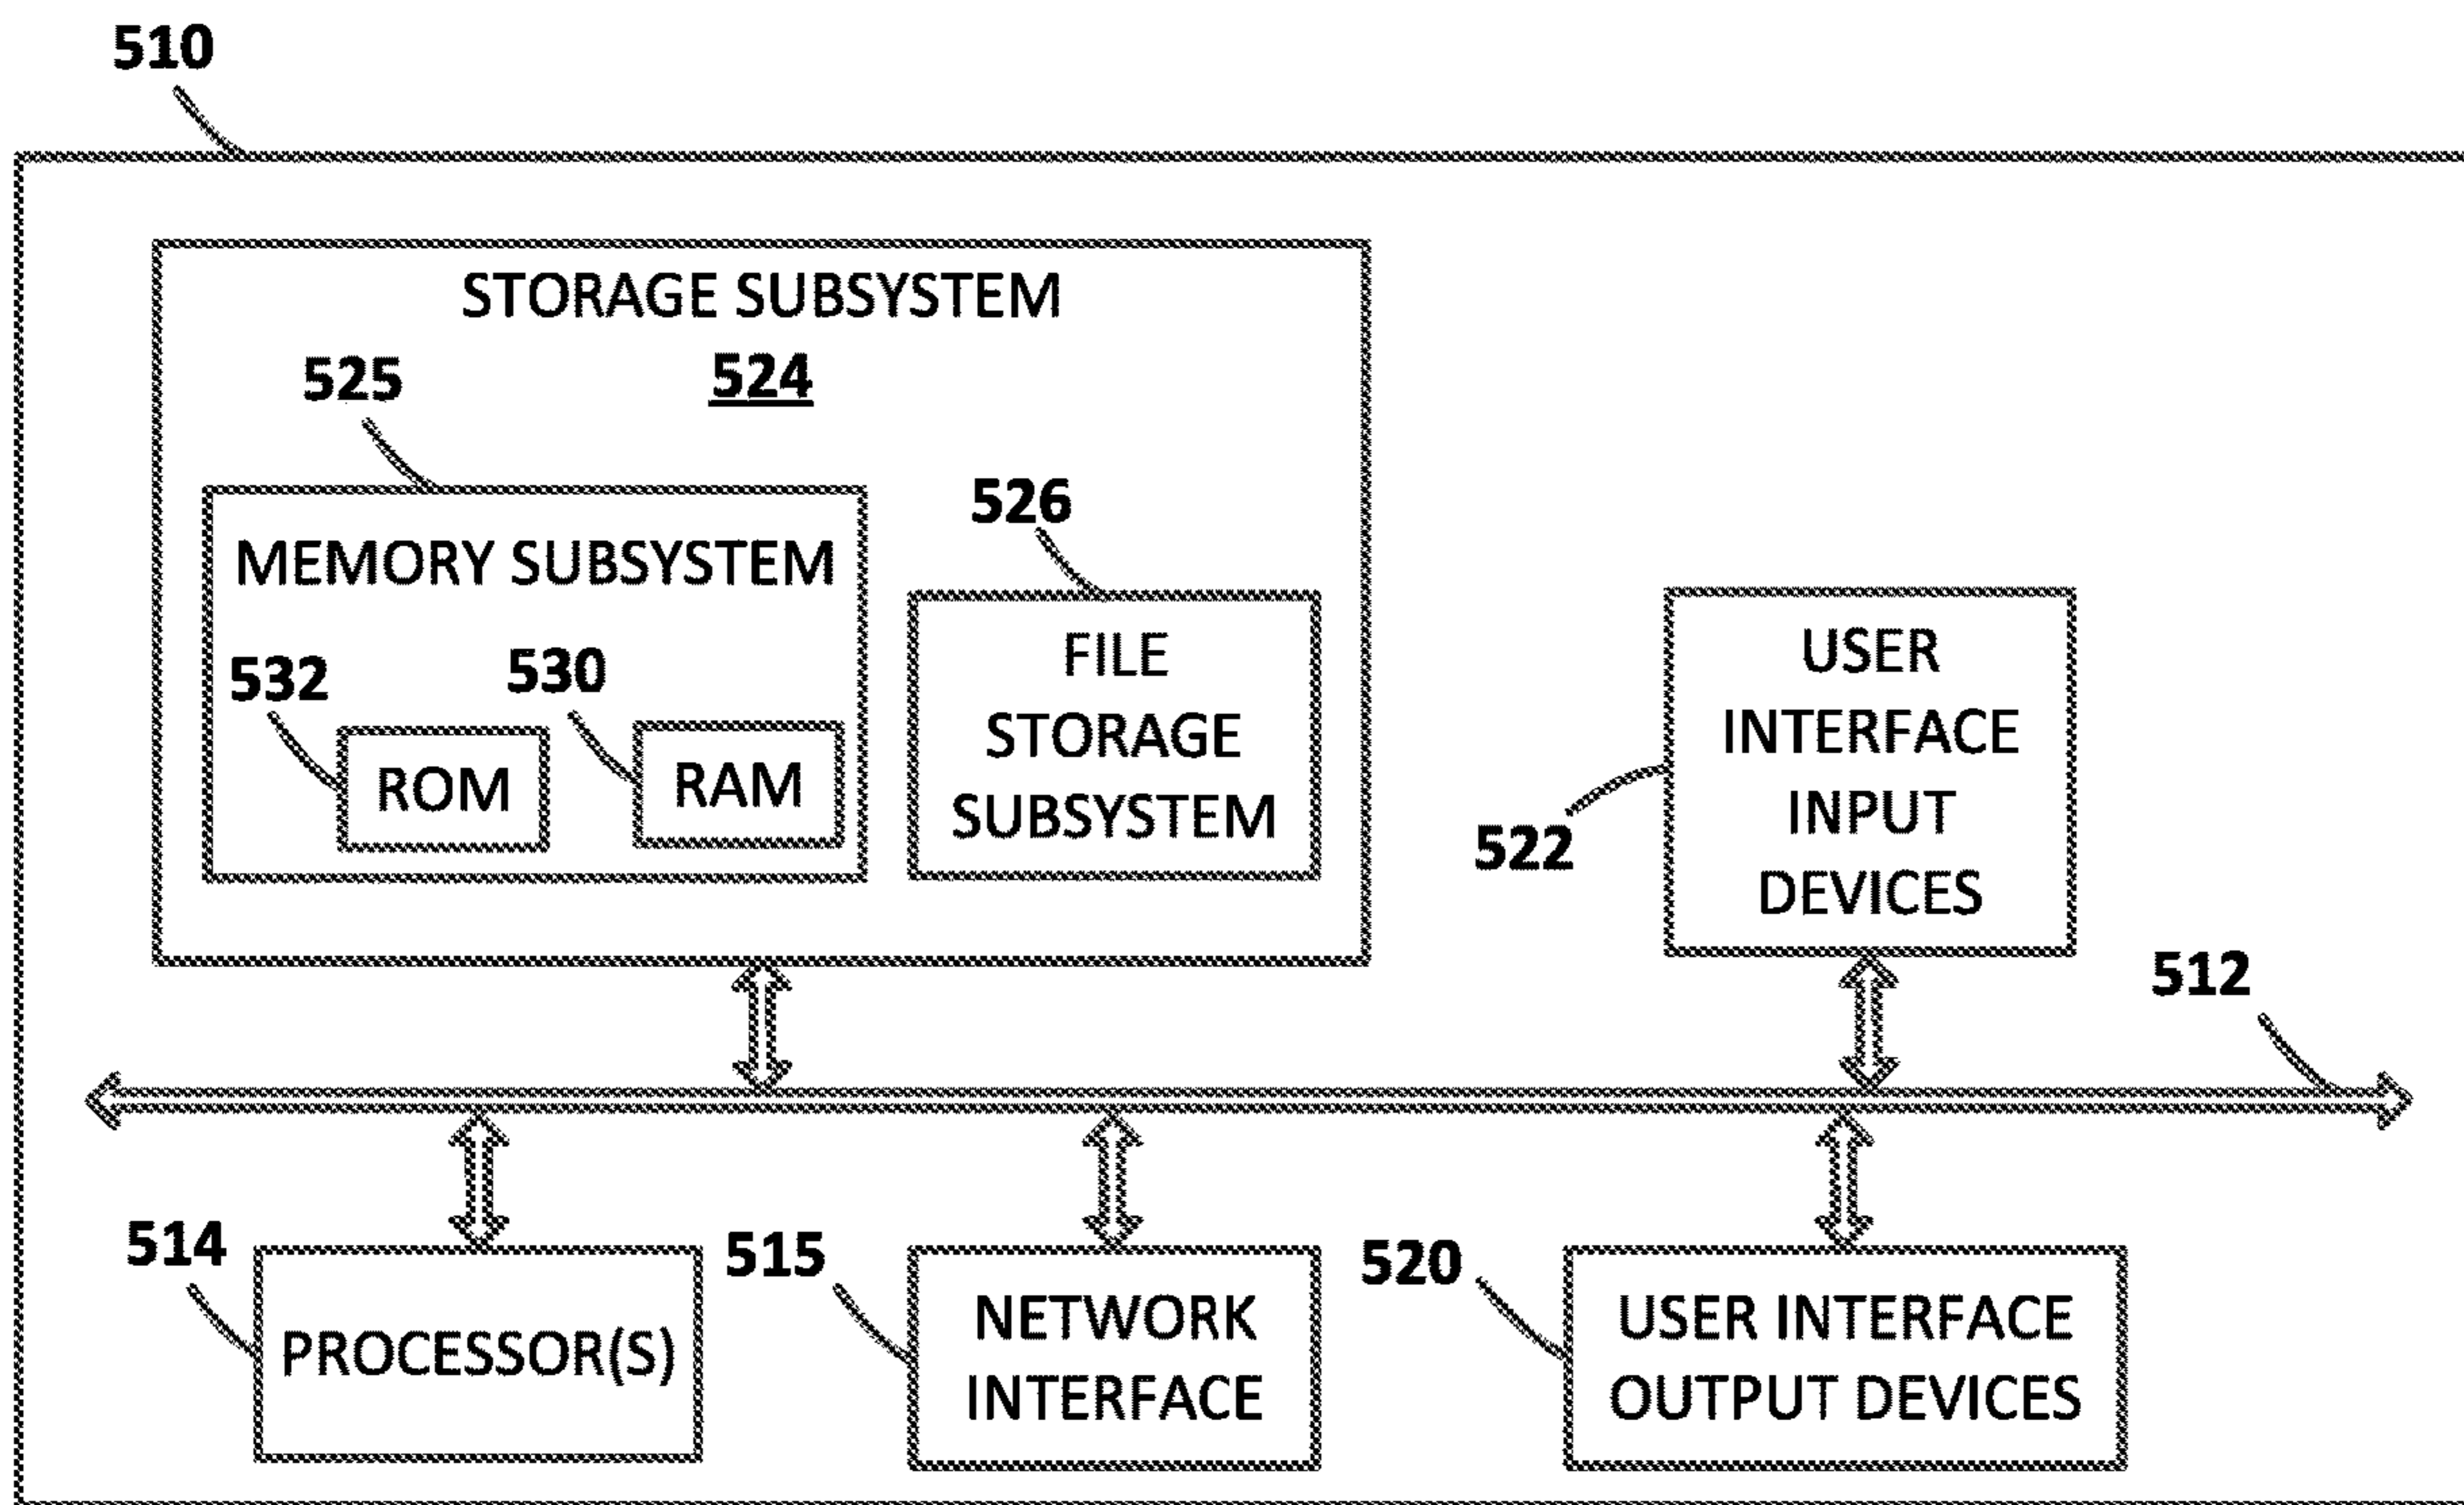 510
STORAGE SUBSYSTEM
524
525
MEMORY SUBSYSTEM
532
ROM
530
RAM
526
FILE
STORAGE
SUBSYSTEM
USER
INTERFACE
INPUT
DEVICES
522
512
514
PROCESSOR(S)
515
NETWORK
INTERFACE
520
USER INTERFACE
OUTPUT DEVICES